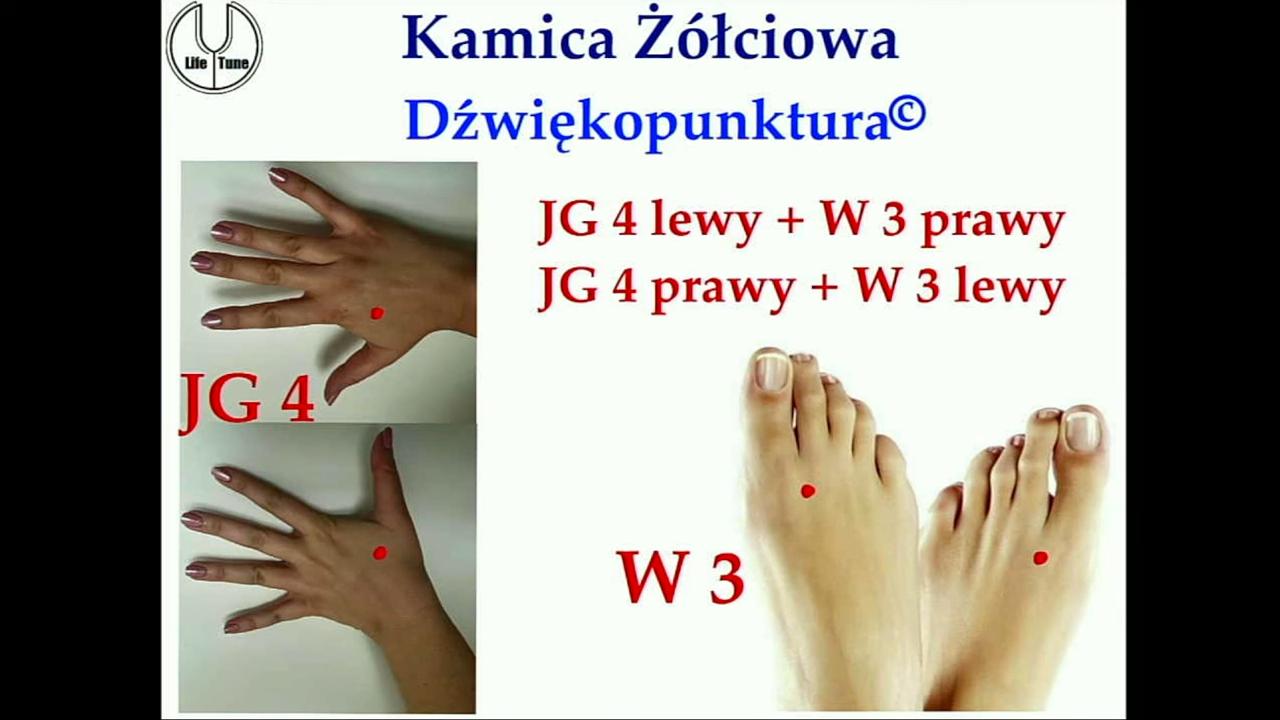 Life Tune
Kamica Żółciowa
Dźwiękopunktura©
JG 4 lewy + W 3 prawy
JG 4 prawy + W 3 lewy
JG 4
W 3